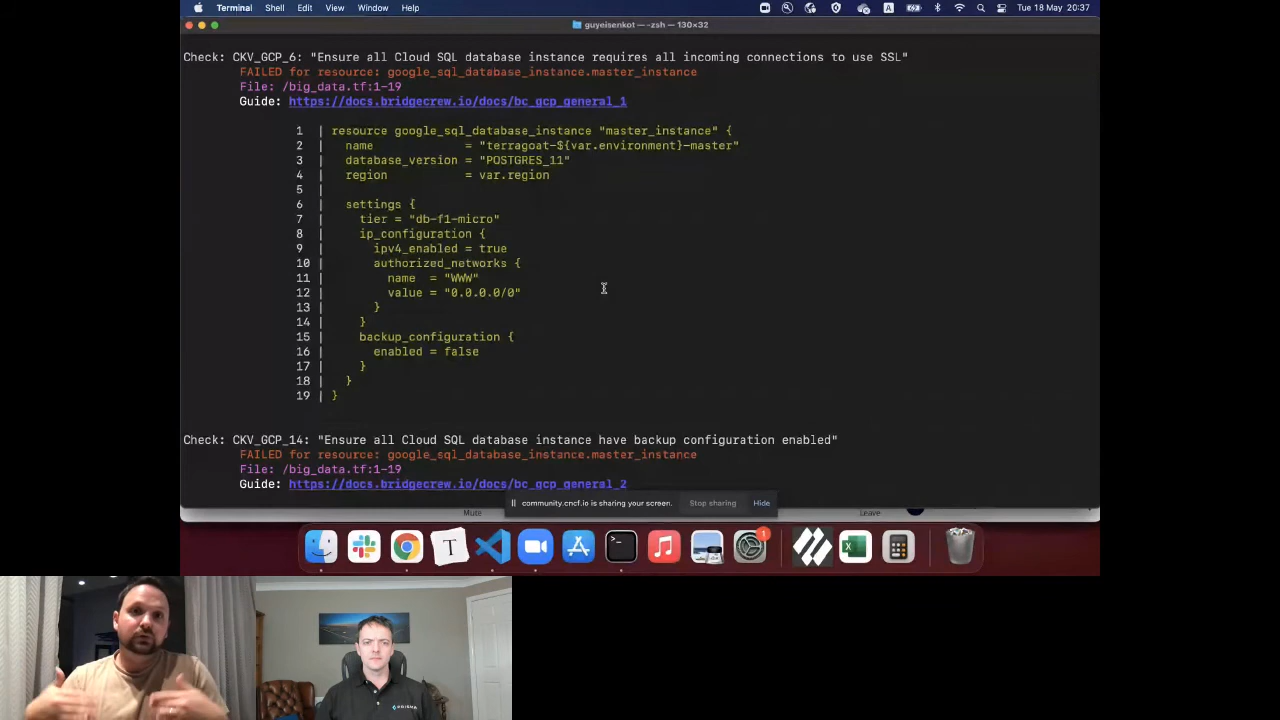 Terminal Shell Edit View Window Help A Tue 18 May 20:37
guyeisenkot — -zsh — 130×32
Check: CKV_GCP_6: "Ensure all Cloud SQL database instance requires all incoming connections to use SSL"
FAILED for resource: google_sql_database_instance.master_instance
File: /big_data.tf:1-19
Guide: https://docs.bridgecrew.io/docs/bc_gcp_general_1
1 | resource google_sql_database_instance "master_instance" {
2 | name = "terragoat-${var.environment}-master"
3 | database_version = "POSTGRES_11"
4 | region = var.region
5 |
6 | settings {
7 | tier = "db-f1-micro"
8 | ip_configuration {
9 | ipv4_enabled = true
10 | authorized_networks {
11 | name = "WWW"
12 | value = "0.0.0.0/0"
13 | }
14 | }
15 | backup_configuration {
16 | enabled = false
17 | }
18 | }
19 | }
Check: CKV_GCP_14: "Ensure all Cloud SQL database instance have backup configuration enabled"
FAILED for resource: google_sql_database_instance.master_instance
File: /big_data.tf:1-19
Guide: https://docs.bridgecrew.io/docs/bc_gcp_general_2
community.cncf.io is sharing your screen. Stop sharing Hide
Mute Leave
T >_ X 1
PRISMA